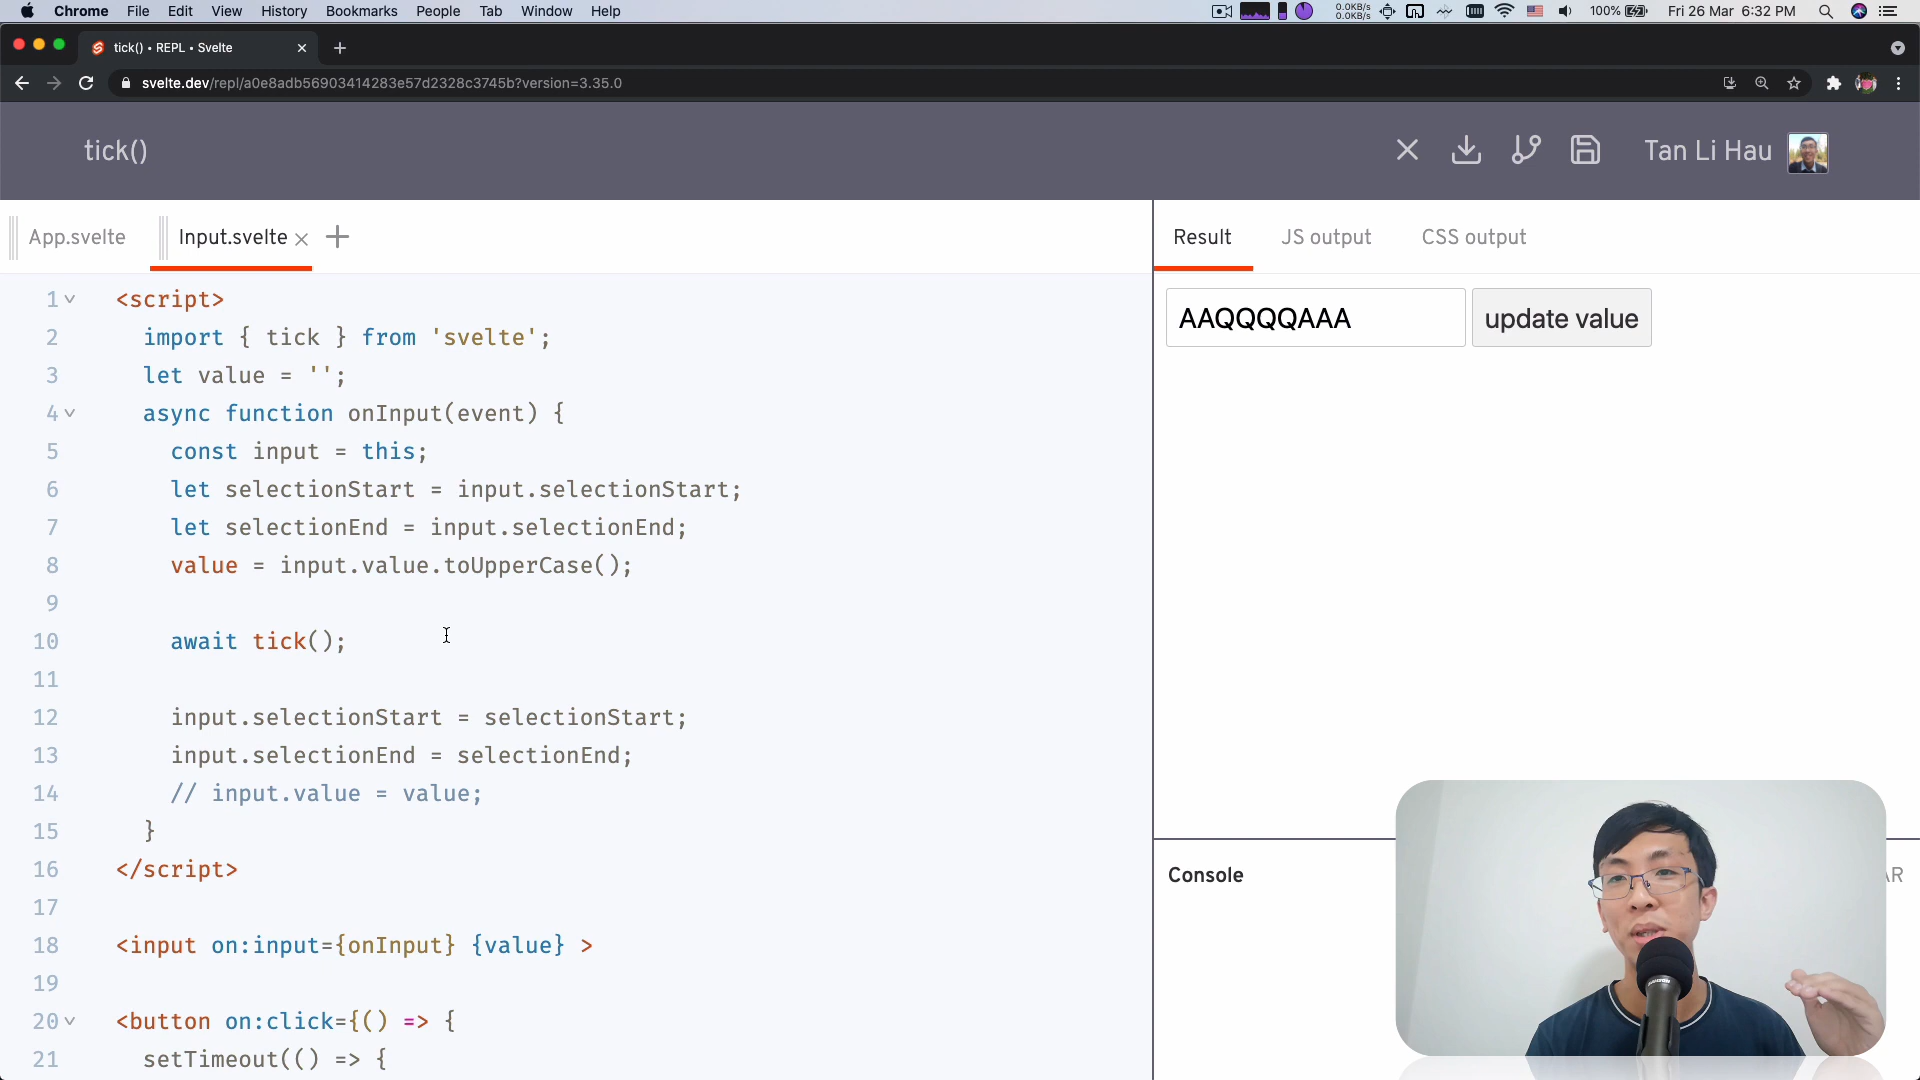 Chrome File Edit View History Bookmarks People Tab Window Help
0.0KB/s
0.0KB/s
100%
Fri 26 Mar 6:32 PM
tick() • REPL • Svelte
svelte.dev/repl/a0e8adb56903414283e57d2328c3745b?version=3.35.0
tick()
Tan Li Hau
App.svelte
Input.svelte
Result
JS output
CSS output
1 <script>
2 import { tick } from 'svelte';
3 let value = '';
4 async function onInput(event) {
5 const input = this;
6 let selectionStart = input.selectionStart;
7 let selectionEnd = input.selectionEnd;
8 value = input.value.toUpperCase();
9
10 await tick();
11
12 input.selectionStart = selectionStart;
13 input.selectionEnd = selectionEnd;
14 // input.value = value;
15 }
16 </script>
17
18 <input on:input={onInput} {value} >
19
20 <button on:click={() => {
21 setTimeout(() => {
AAQQQQAAA
update value
Console